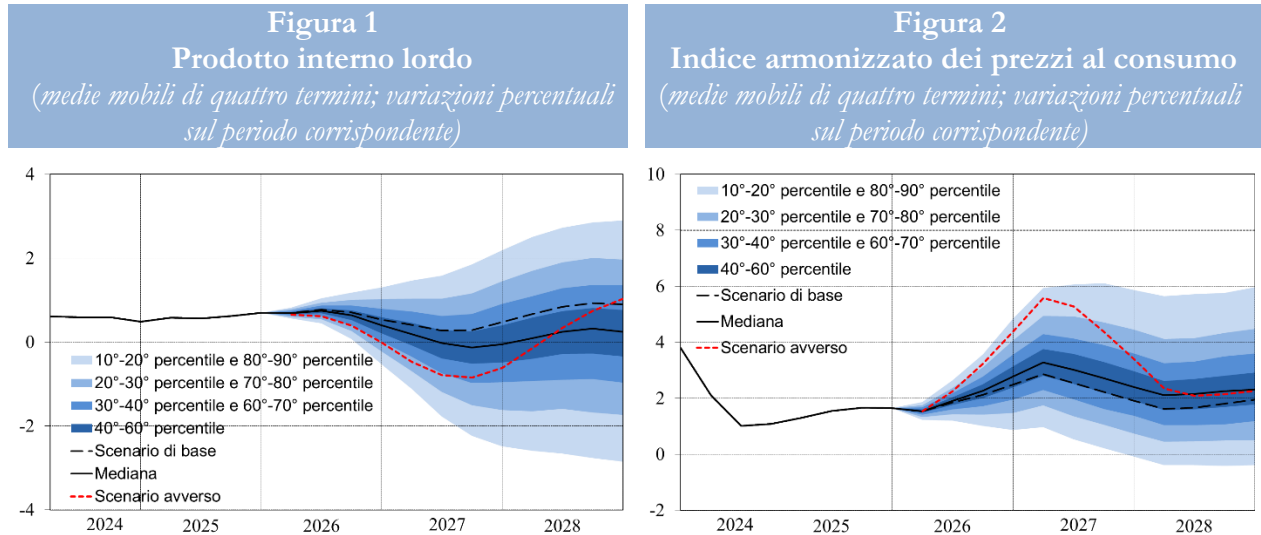 Figura 1
Prodotto interno lordo
(medie mobili di quattro termini; variazioni percentuali
sul periodo corrispondente)
4
2
0
-2
-4
10°-20° percentile e 80°-90° percentile
20°-30° percentile e 70°-80° percentile
30°-40° percentile e 60°-70° percentile
40°-60° percentile
Scenario di base
Mediana
Scenario avverso
2024
2025
2026
2027
2028
Figura 2
Indice armonizzato dei prezzi al consumo
(medie mobili di quattro termini; variazioni percentuali
sul periodo corrispondente)
10
8
6
4
2
0
-2
10°-20° percentile e 80°-90° percentile
20°-30° percentile e 70°-80° percentile
30°-40° percentile e 60°-70° percentile
40°-60° percentile
Scenario di base
Mediana
Scenario avverso
2024
2025
2026
2027
2028